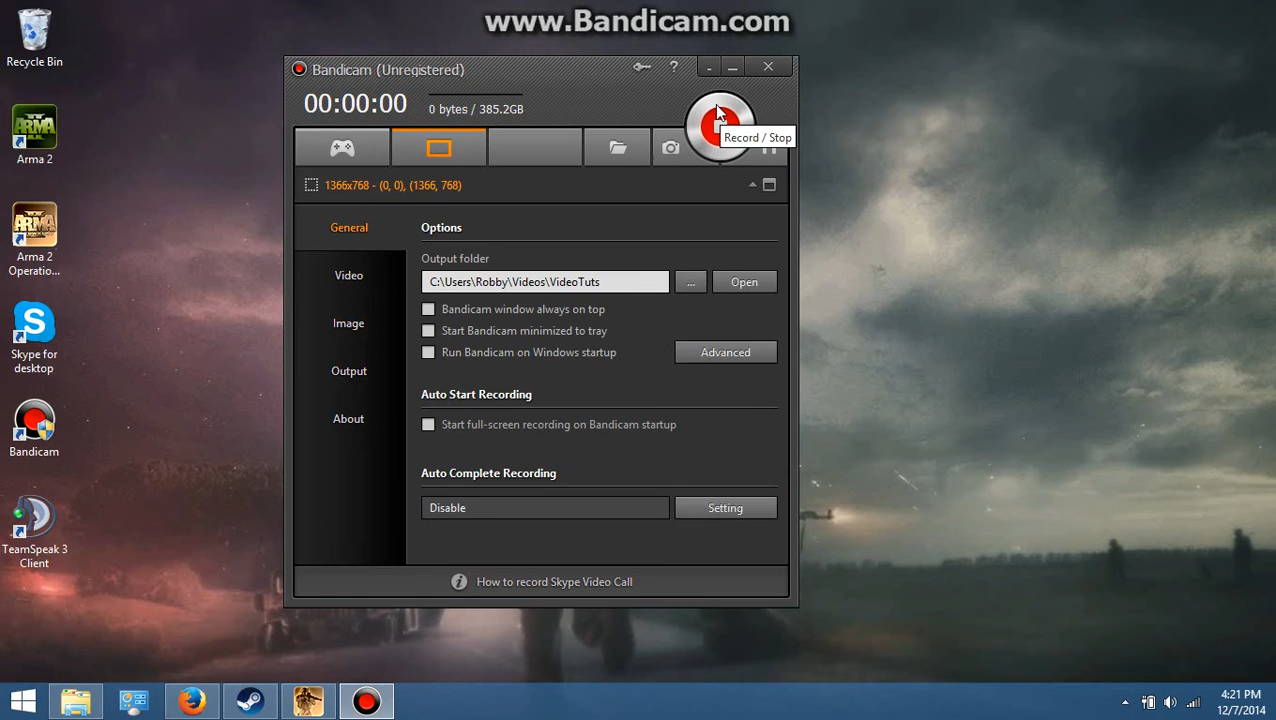 www.Bandicam.com
Recycle Bin
Arma 2
Arma 2
Operatio...
Skype for
desktop
Bandicam
TeamSpeak 3
Client
Bandicam (Unregistered)
?
00:00:00
0 bytes / 385.2GB
Record / Stop
1366x768 - (0, 0), (1366, 768)
General
Video
Image
Output
About
Options
Output folder
C:\Users\Robby\Videos\VideoTuts
...
Open
Bandicam window always on top
Start Bandicam minimized to tray
Run Bandicam on Windows startup
Advanced
Auto Start Recording
Start full-screen recording on Bandicam startup
Auto Complete Recording
Disable
Setting
How to record Skype Video Call
4:21 PM
12/7/2014